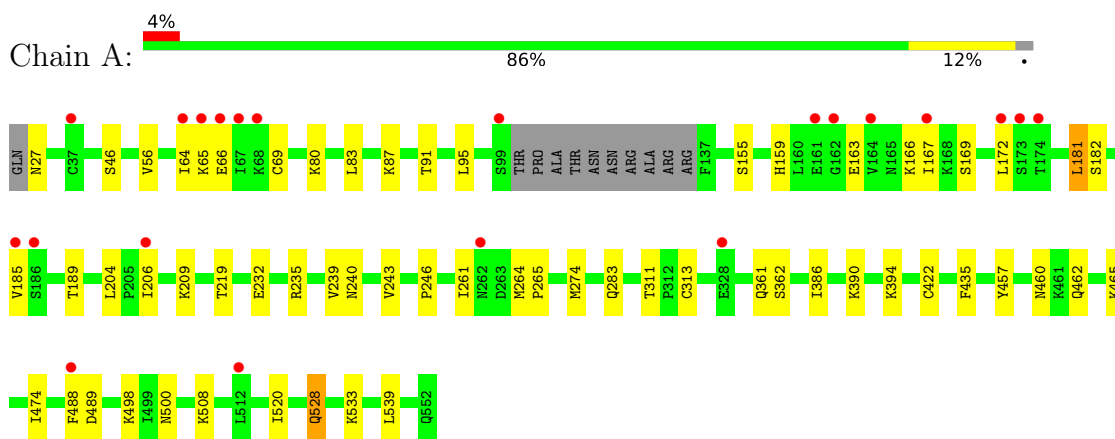 4%
Chain A:
86% 12% •
GLN N27 C37 S46 V56 I64 K65 E66 I67 K68 C69 K80 L83 K87 T91 L95 S99 THR PRO ALA THR ASN ASN ARG ALA ARG ARG F137 S155 H159 L160 E161 G162 E163 V164 N165 K166 I167 K168 S169 L172 S173 T174 L181 S182
V185 S186 T189 L204 P205 I206 K209 T219 E232 R235 V239 N240 V243 P246 I261 N262 D263 M264 P265 M274 Q283 T311 P312 C313 E328 Q361 S362 I386 K390 K394 C422 F435 Y457 N460 K461 Q462 K465
I474 F488 D489 K498 I499 N500 K508 L512 I520 Q528 K533 L539 Q552